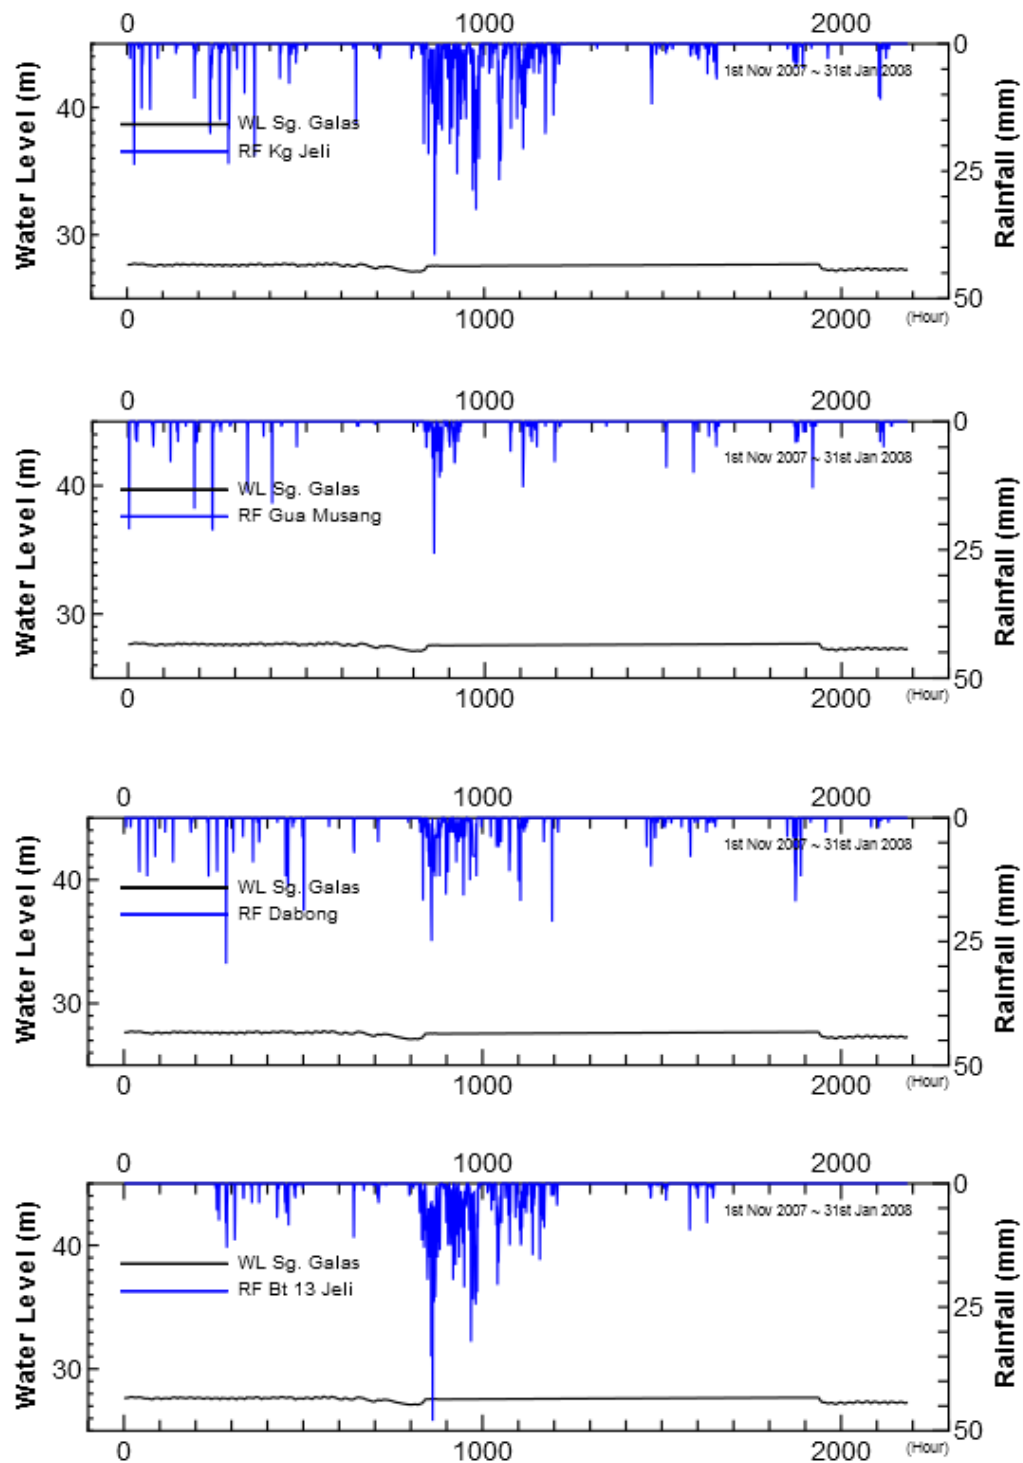 0 1000 2000
Water Level (m)
Rainfall (mm)
40
30
0
25
50
1st Nov 2007 ~ 31st Jan 2008
WL Sg. Galas
RF Kg Jeli
0 1000 2000 (Hour)
0 1000 2000
Water Level (m)
Rainfall (mm)
40
30
0
25
50
1st Nov 2007 ~ 31st Jan 2008
WL Sg. Galas
RF Gua Musang
0 1000 2000 (Hour)
0 1000 2000
Water Level (m)
Rainfall (mm)
40
30
0
25
50
1st Nov 2007 ~ 31st Jan 2008
WL Sg. Galas
RF Dabong
0 1000 2000 (Hour)
0 1000 2000
Water Level (m)
Rainfall (mm)
40
30
0
25
50
1st Nov 2007 ~ 31st Jan 2008
WL Sg. Galas
RF Bt 13 Jeli
0 1000 2000 (Hour)